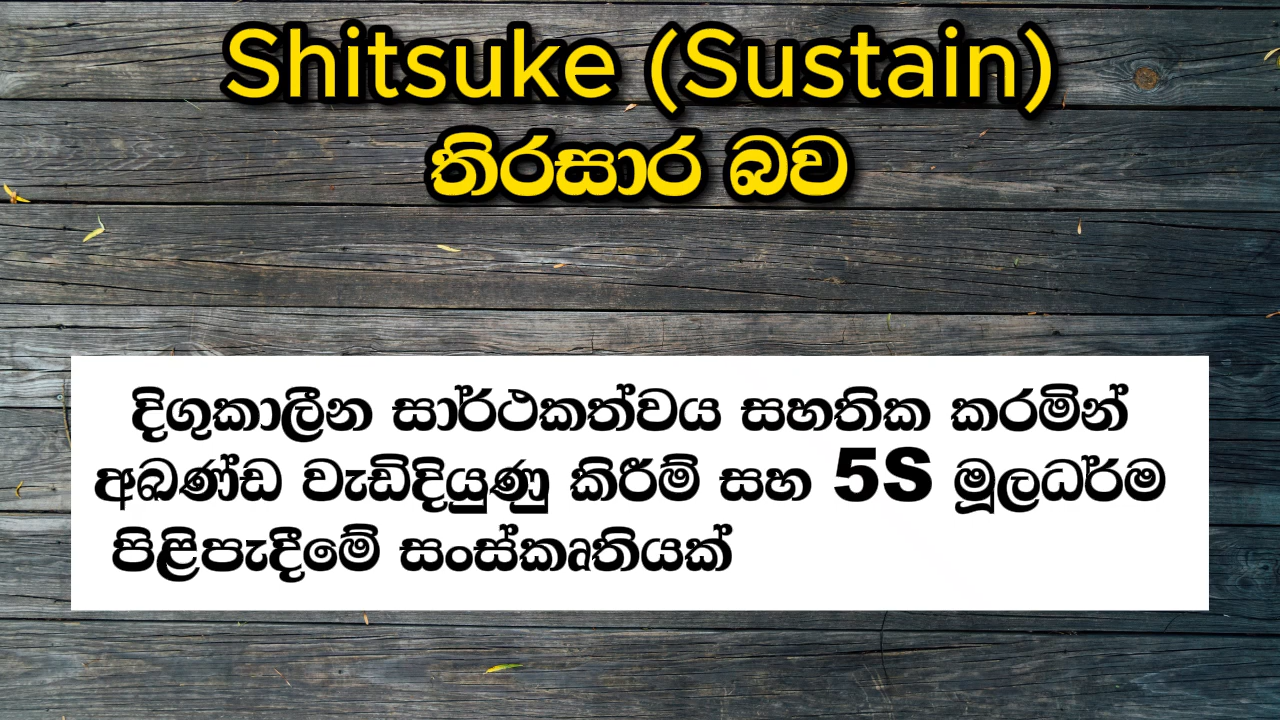 Shitsuke (Sustain)
තිරසාර බව
දිගුකාලීන සාර්ථකත්වය සහතික කරමින්
අඛණ්ඩ වැඩිදියුණු කිරීම් සහ 5S මූලධර්ම
පිළිපැදීමේ සංස්කෘතියක්